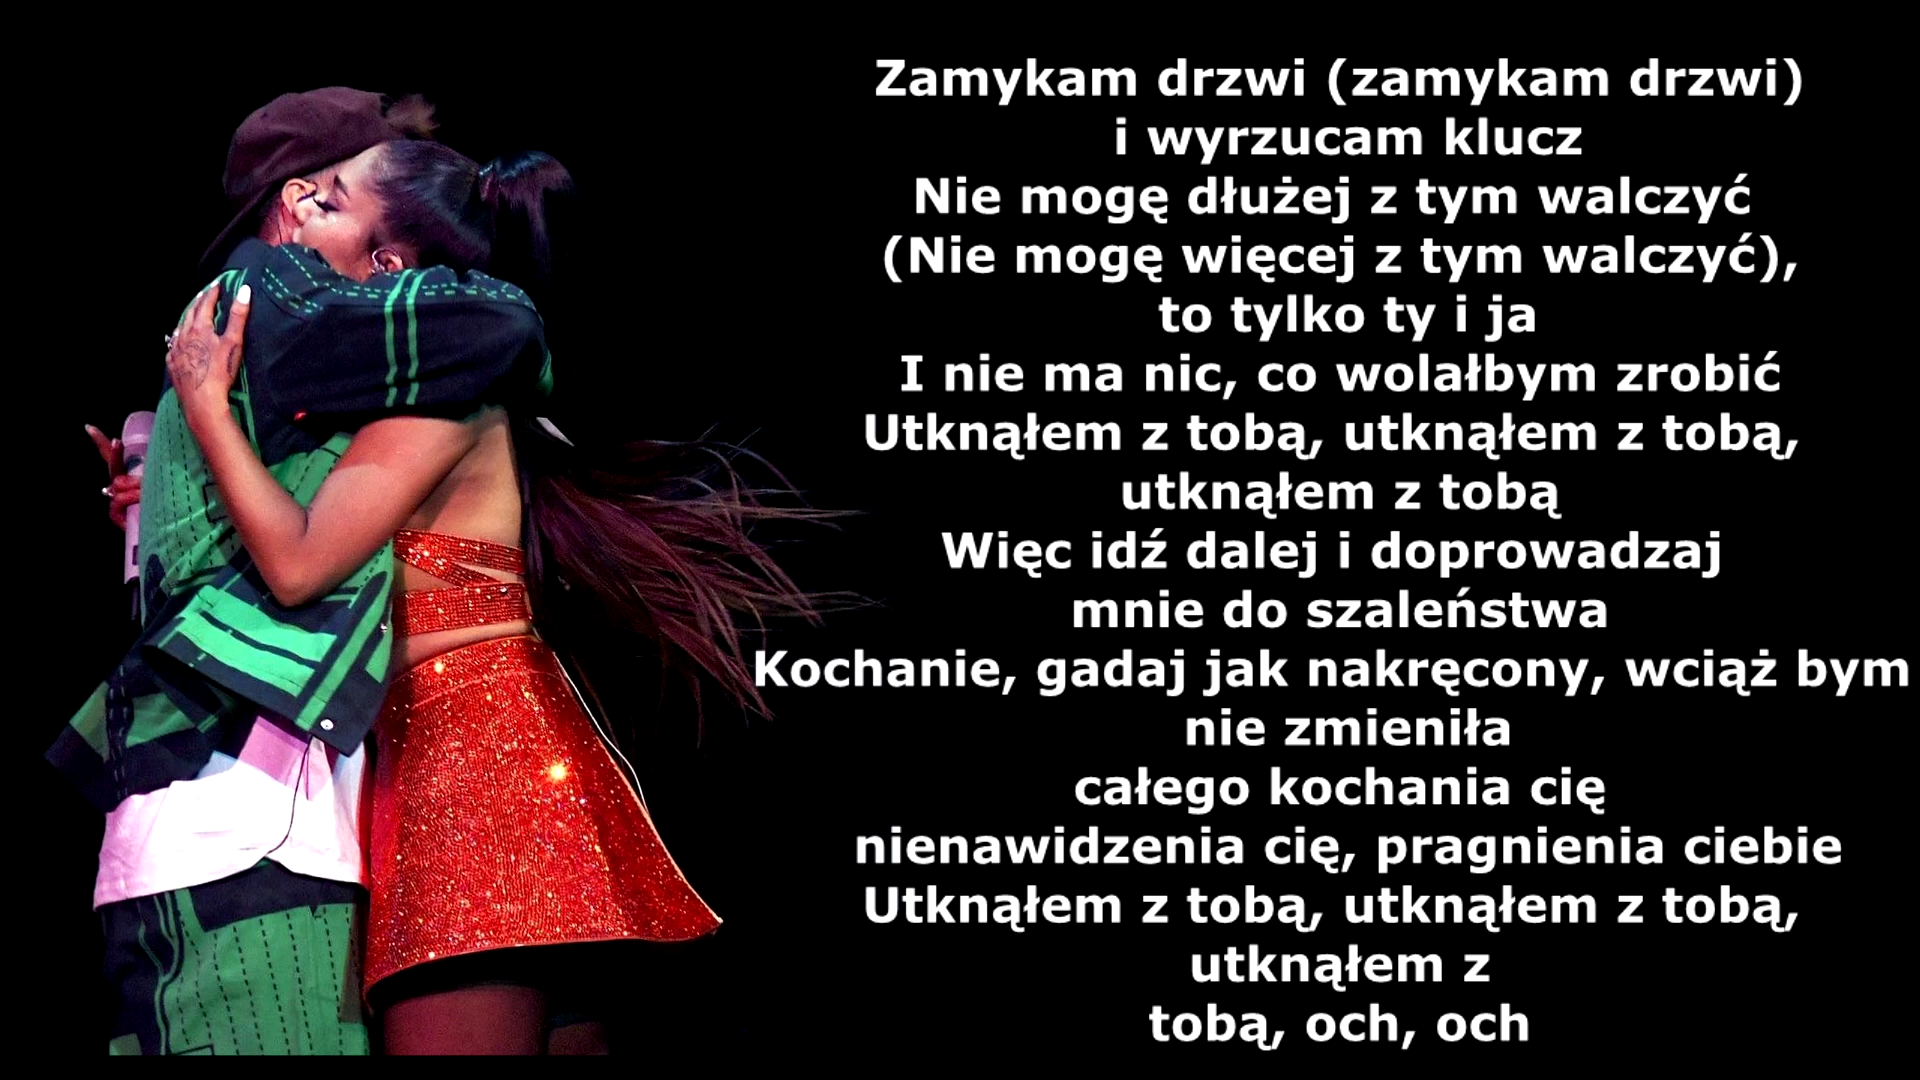 Zamykam drzwi (zamykam drzwi)
i wyrzucam klucz
Nie mogę dłużej z tym walczyć
(Nie mogę więcej z tym walczyć),
to tylko ty i ja
I nie ma nic, co wolałbym zrobić
Utknąłem z tobą, utknąłem z tobą,
utknąłem z tobą
Więc idź dalej i doprowadzaj
mnie do szaleństwa
Kochanie, gadaj jak nakręcony, wciąż bym
nie zmieniła
całego kochania cię
nienawidzenia cię, pragnienia ciebie
Utknąłem z tobą, utknąłem z tobą,
utknąłem z
tobą, och, och